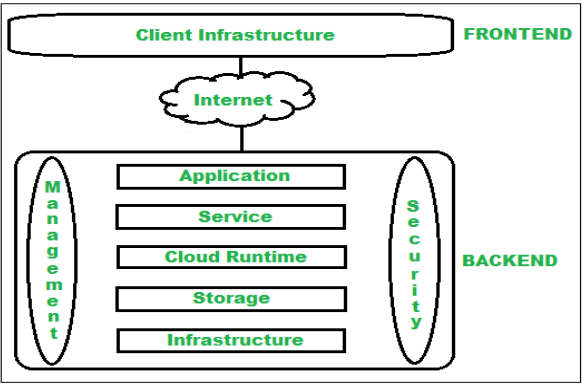 Client Infrastructure
FRONTEND
Internet
Management
Application
Service
Cloud Runtime
Storage
Infrastructure
Security
BACKEND